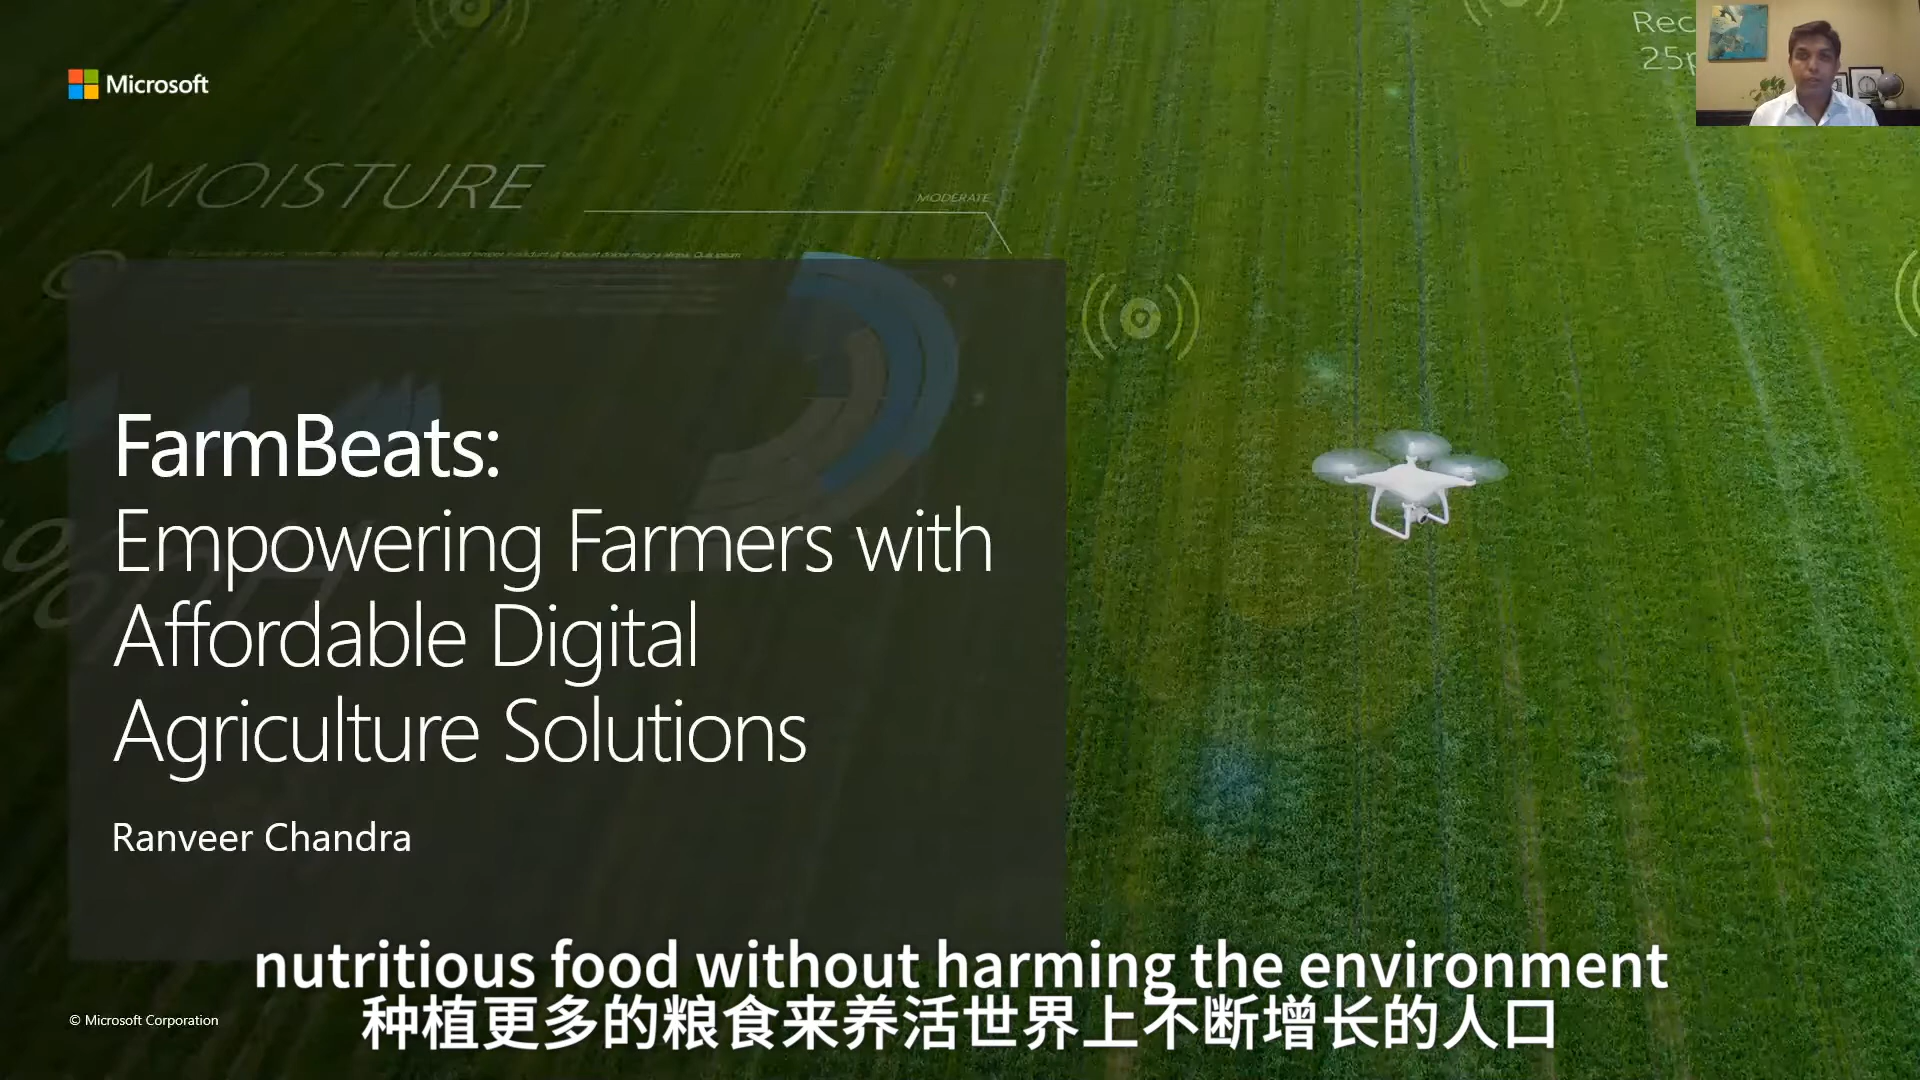 Microsoft
Rec
25p
MOISTURE
MODERATE
FarmBeats:
Empowering Farmers with
Affordable Digital
Agriculture Solutions
Ranveer Chandra
nutritious food without harming the environment
种植更多的粮食来养活世界上不断增长的人口
© Microsoft Corporation